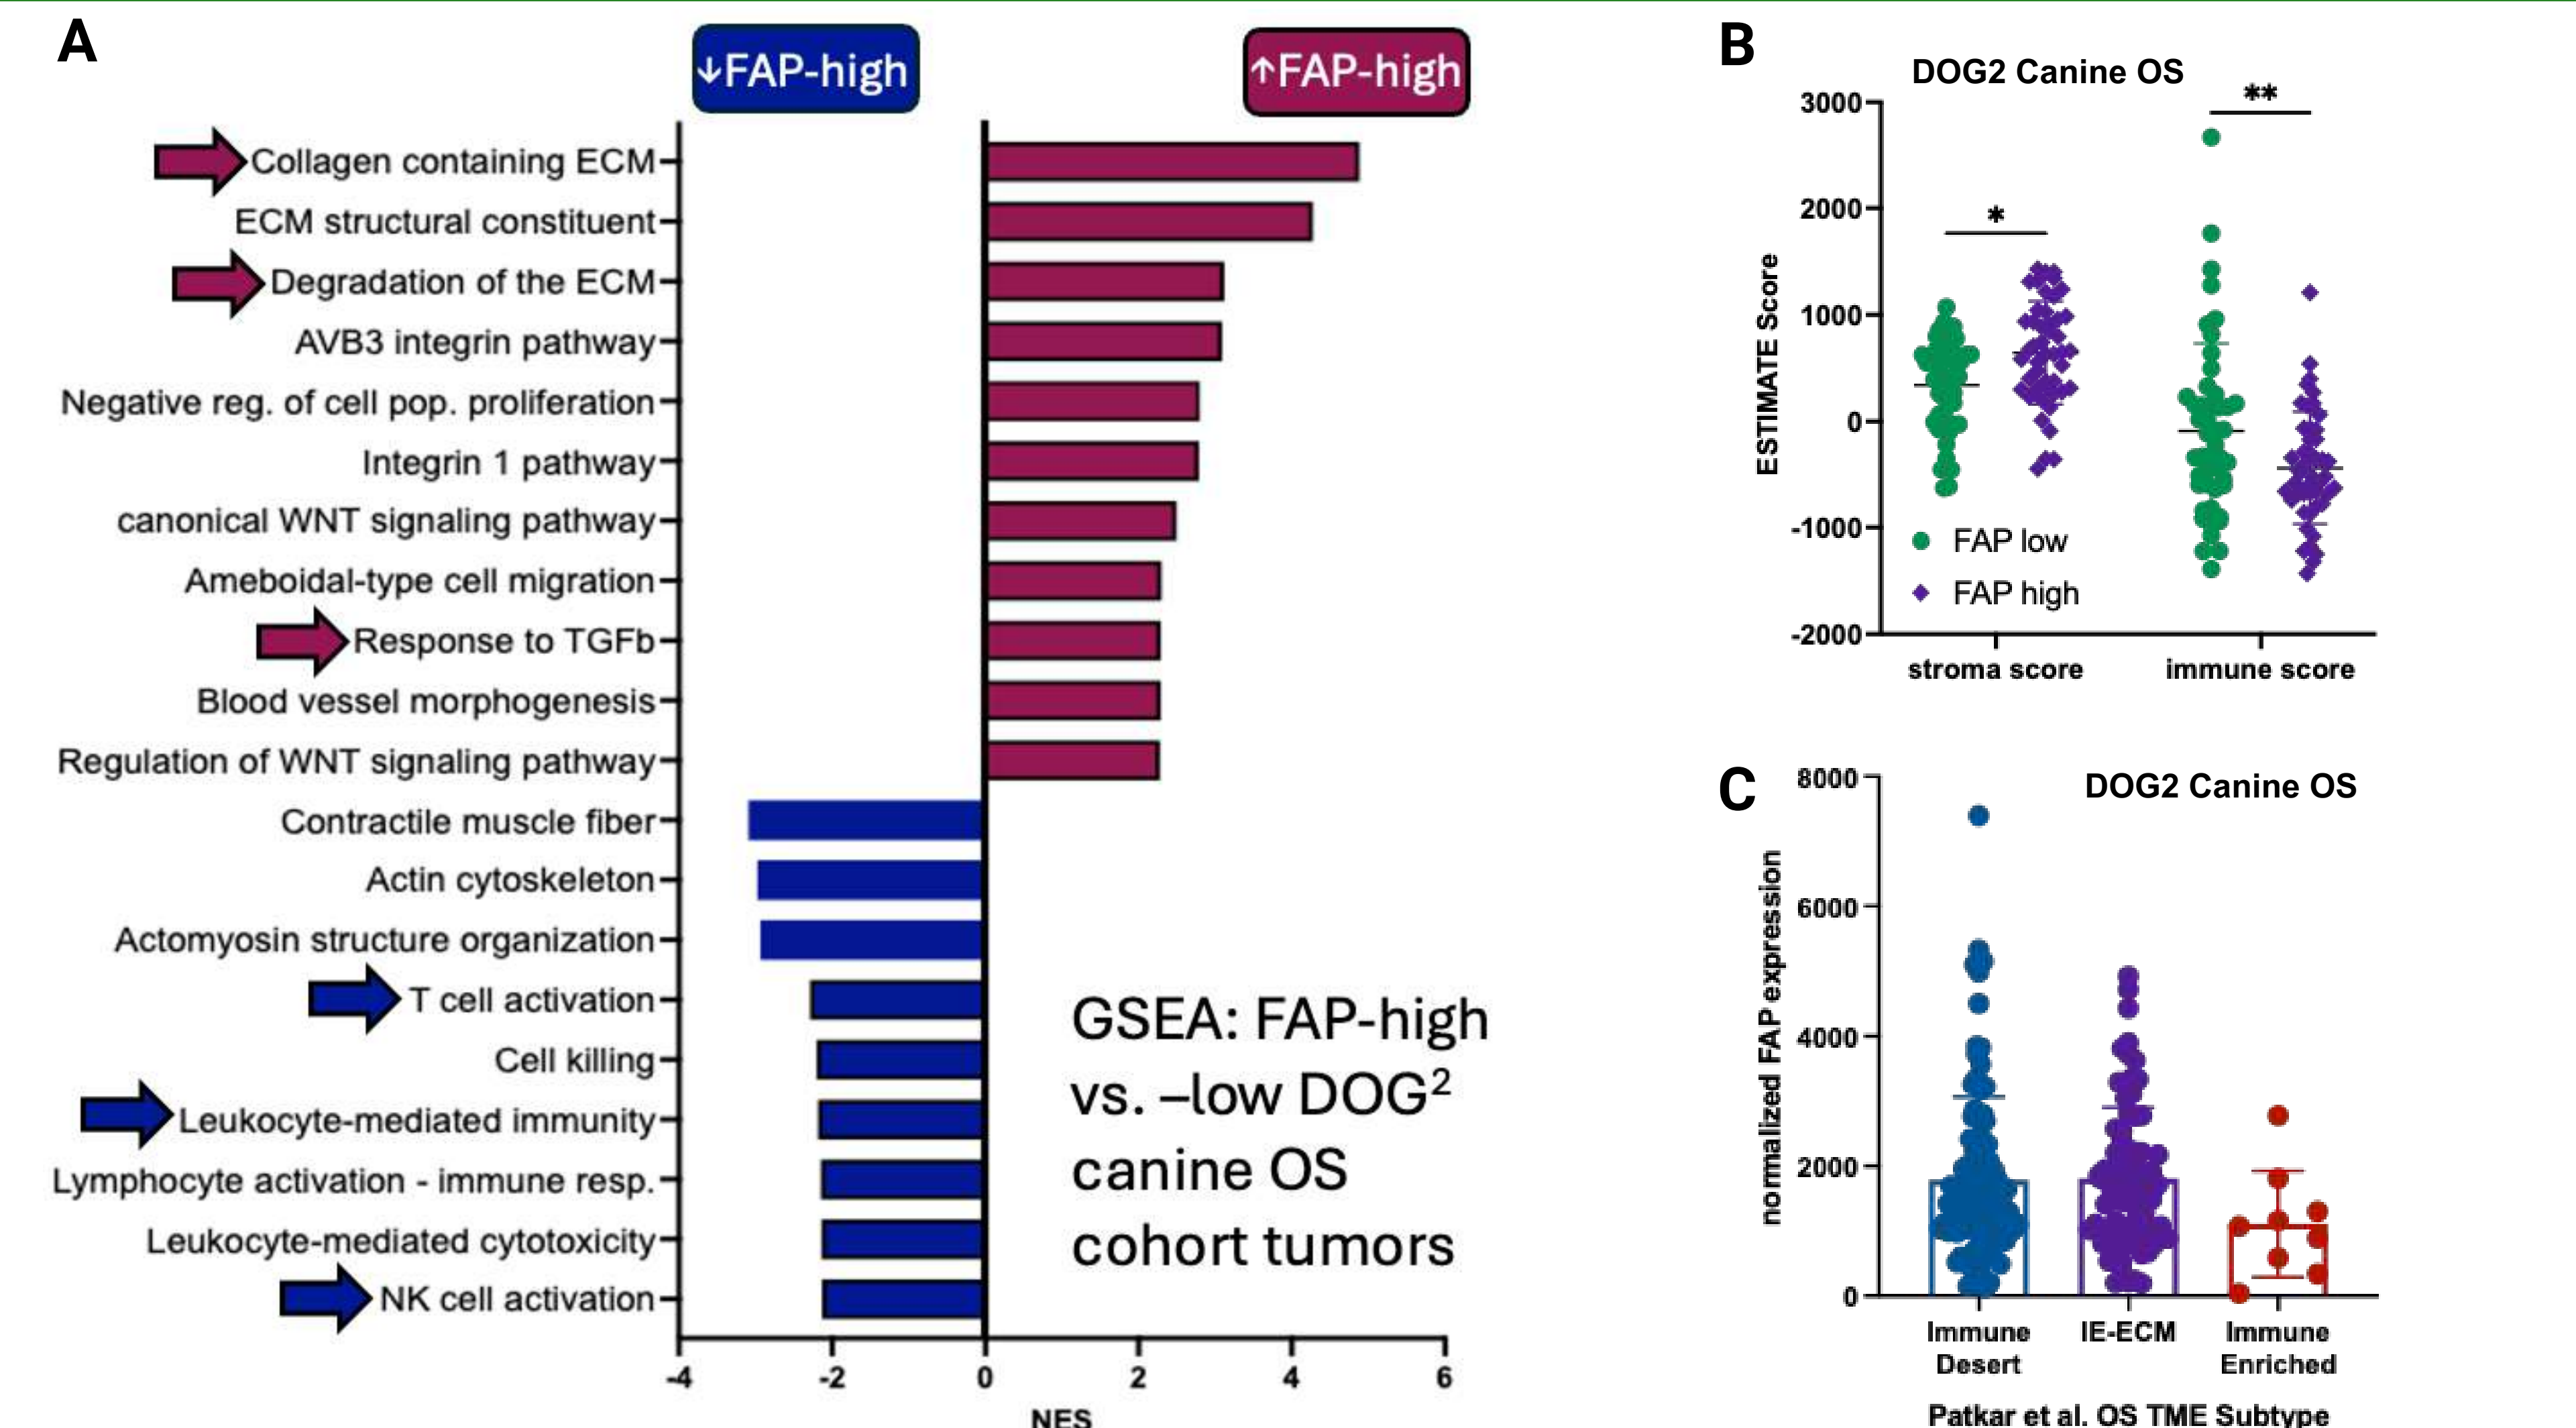 A
↓FAP-high
↑FAP-high
Collagen containing ECM
ECM structural constituent
Degradation of the ECM
AVB3 integrin pathway
Negative reg. of cell pop. proliferation
Integrin 1 pathway
canonical WNT signaling pathway
Ameboidal-type cell migration
Response to TGFb
Blood vessel morphogenesis
Regulation of WNT signaling pathway
Contractile muscle fiber
Actin cytoskeleton
Actomyosin structure organization
T cell activation
Cell killing
Leukocyte-mediated immunity
Lymphocyte activation - immune resp.
Leukocyte-mediated cytotoxicity
NK cell activation
-4 -2 0 2 4 6
NES
GSEA: FAP-high
vs. –low DOG²
canine OS
cohort tumors
B
DOG2 Canine OS
ESTIMATE Score
3000
2000
1000
0
-1000
-2000
*
**
FAP low
FAP high
stroma score immune score
C
DOG2 Canine OS
normalized FAP expression
8000
6000
4000
2000
0
Immune Desert
IE-ECM
Immune Enriched
Patkar et al. OS TME Subtype